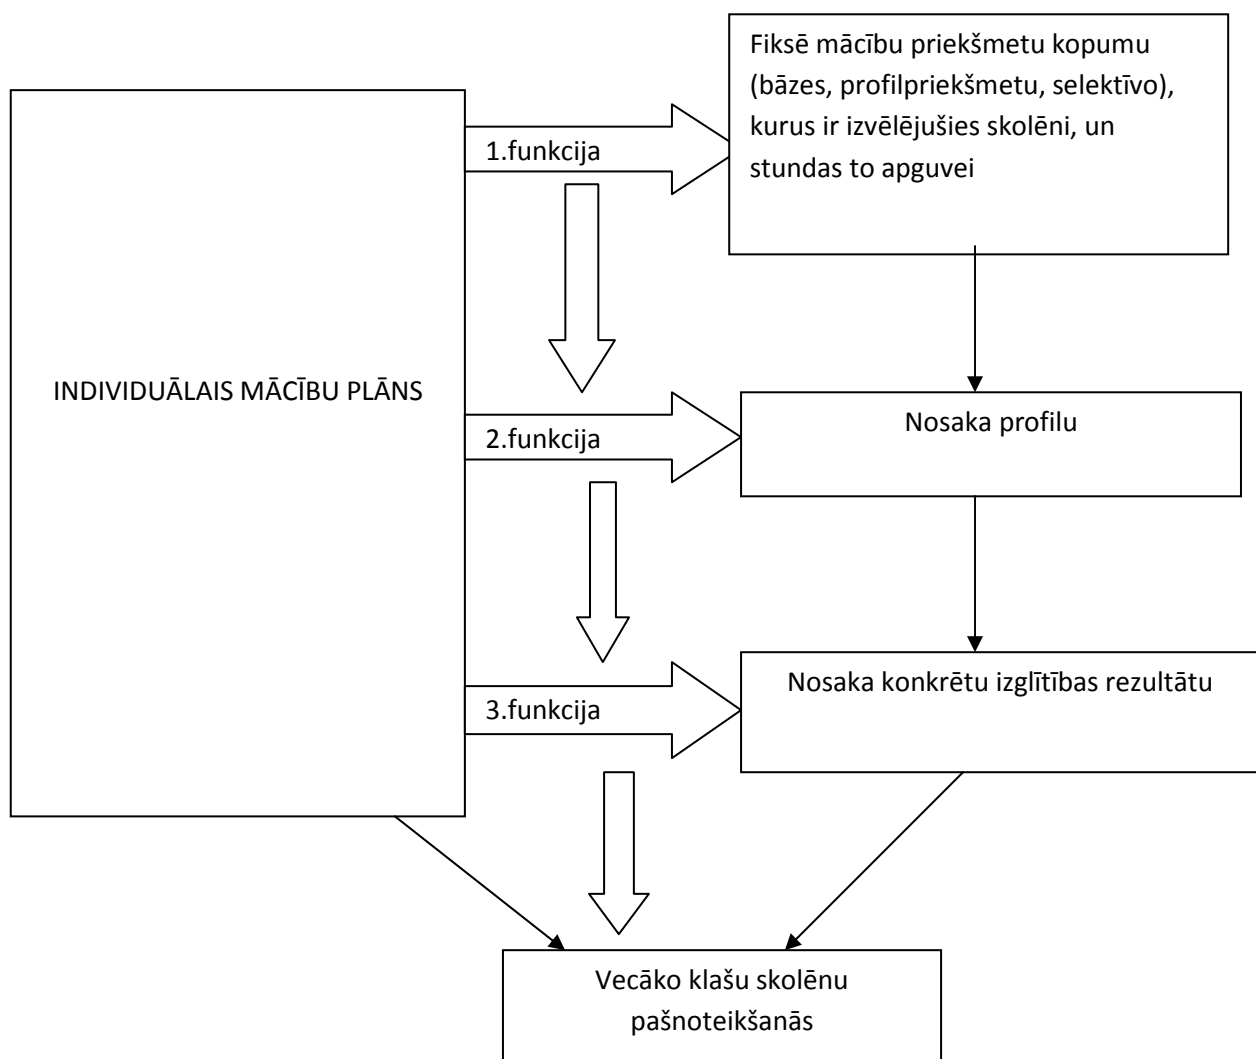 Fiksē mācību priekšmetu kopumu
(bāzes, profilpriekšmetu, selektīvo),
kurus ir izvēlējušies skolēni, un
stundas to apguvei
1.funkcija
INDIVIDUĀLAIS MĀCĪBU PLĀNS
2.funkcija
Nosaka profilu
3.funkcija
Nosaka konkrētu izglītības rezultātu
Vecāko klašu skolēnu
pašnoteikšanās